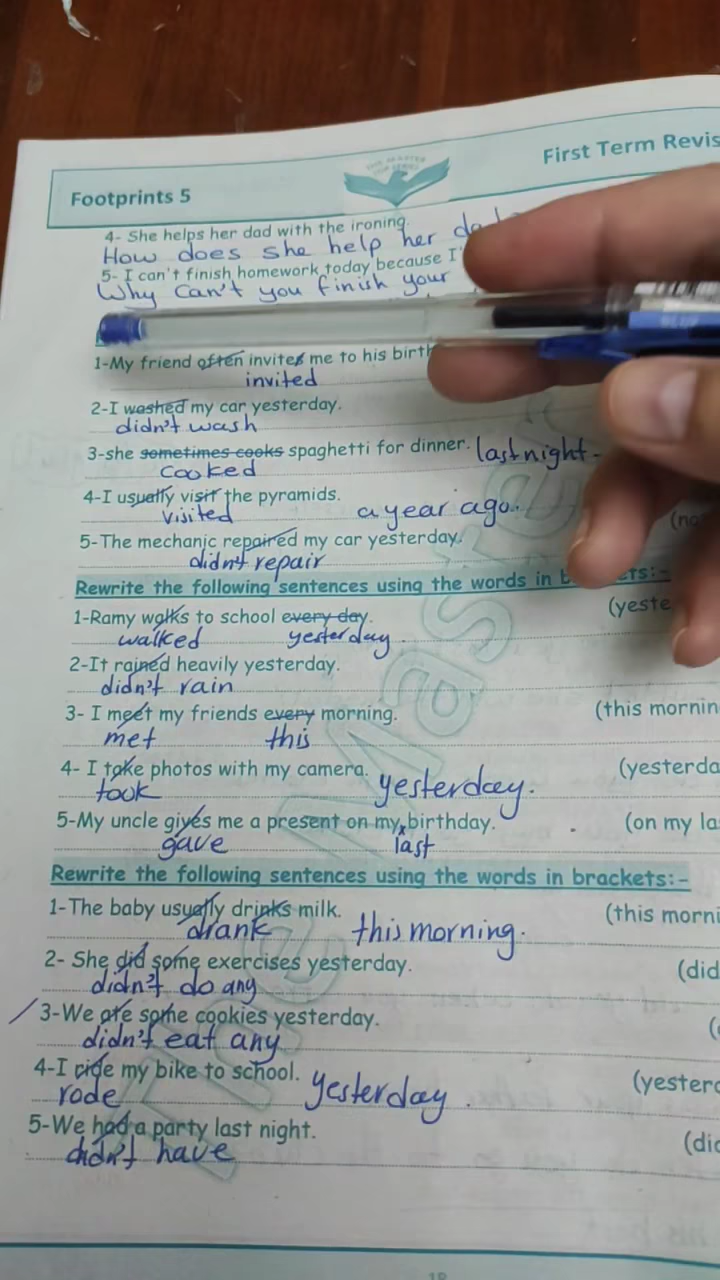 First Term Revis
Footprints 5
4- She helps her dad with the ironing.
How does she help her
5- I can't finish homework today because I'
Why can't you finish your
1-My friend often invites me to his birth
invited
2-I washed my car yesterday.
didn't wash
3-she sometimes cooks spaghetti for dinner. last night.
cooked
4-I usually visit the pyramids.
visited a year ago.
5-The mechanic repaired my car yesterday.
didn't repair
Rewrite the following sentences using the words in brackets:-
1-Ramy walks to school every day. (yeste
walked yesterday.
2-It rained heavily yesterday.
didn't rain
3- I meet my friends every morning. (this mornin
met this
4- I take photos with my camera. yesterday. (yesterda
took
5-My uncle gives me a present on my birthday. (on my la
gave last
Rewrite the following sentences using the words in brackets:-
1-The baby usually drinks milk. (this morni
drank this morning.
2- She did some exercises yesterday. (did
didn't do any
3-We ate some cookies yesterday. (
didn't eat any
4-I ride my bike to school. (yester
rode yesterday.
5-We had a party last night. (di
didn't have
18
The Master